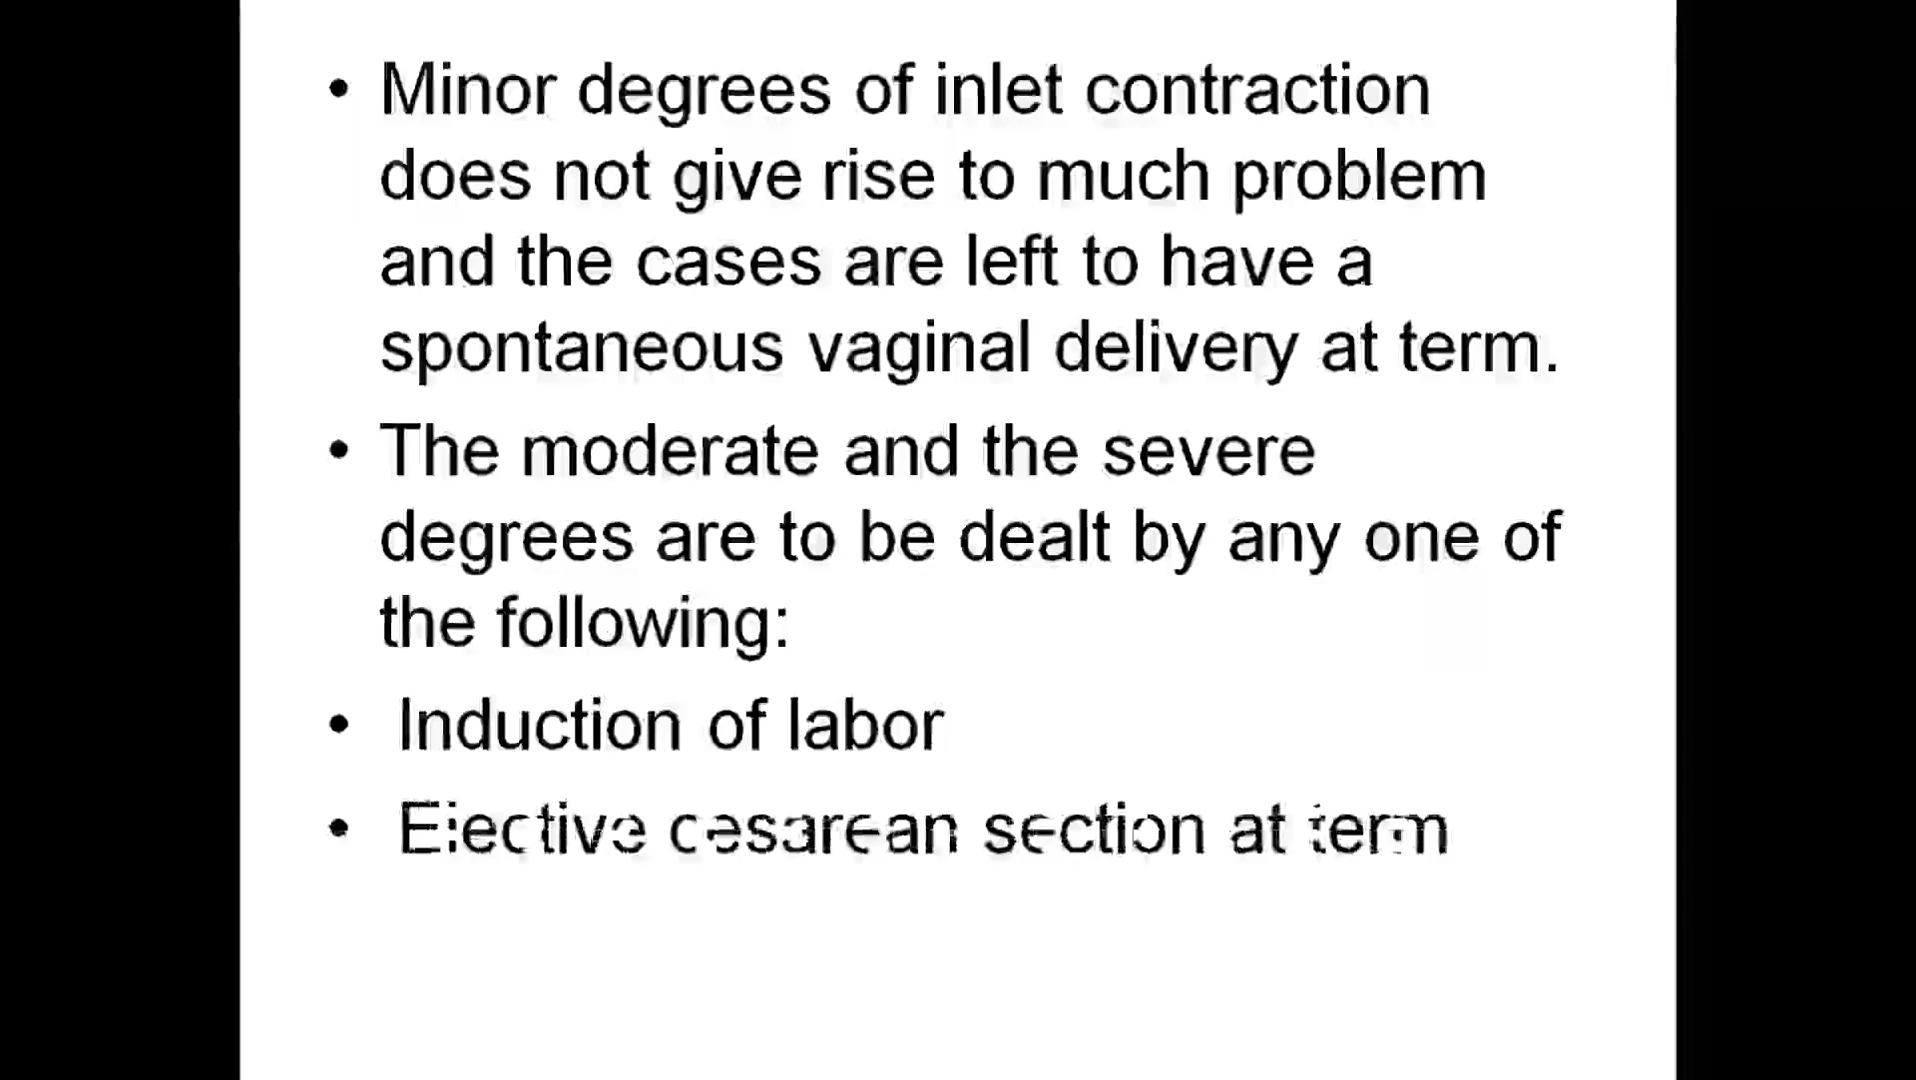 • Minor degrees of inlet contraction
does not give rise to much problem
and the cases are left to have a
spontaneous vaginal delivery at term.
• The moderate and the severe
degrees are to be dealt by any one of
the following:
• Induction of labor
• Elective cesarean section at term